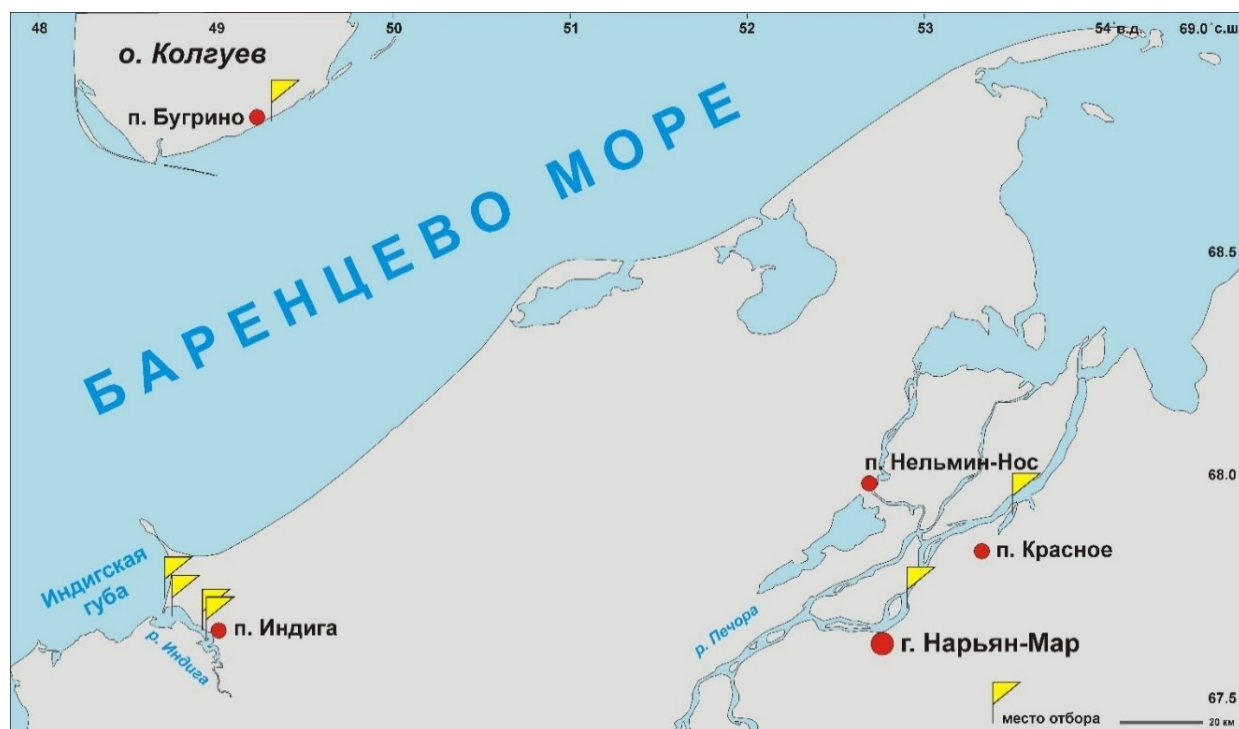 48 49 50 51 52 53 54° в.д. 69.0° с.ш
о. Колгуев
п. Бугрино
БАРЕНЦЕВО МОРЕ
68.5
п. Нельмин-Нос
68.0
п. Красное
Индигская
губа
п. Индига
р. Индига
р. Печора
г. Нарьян-Мар
67.5
место отбора
20 км